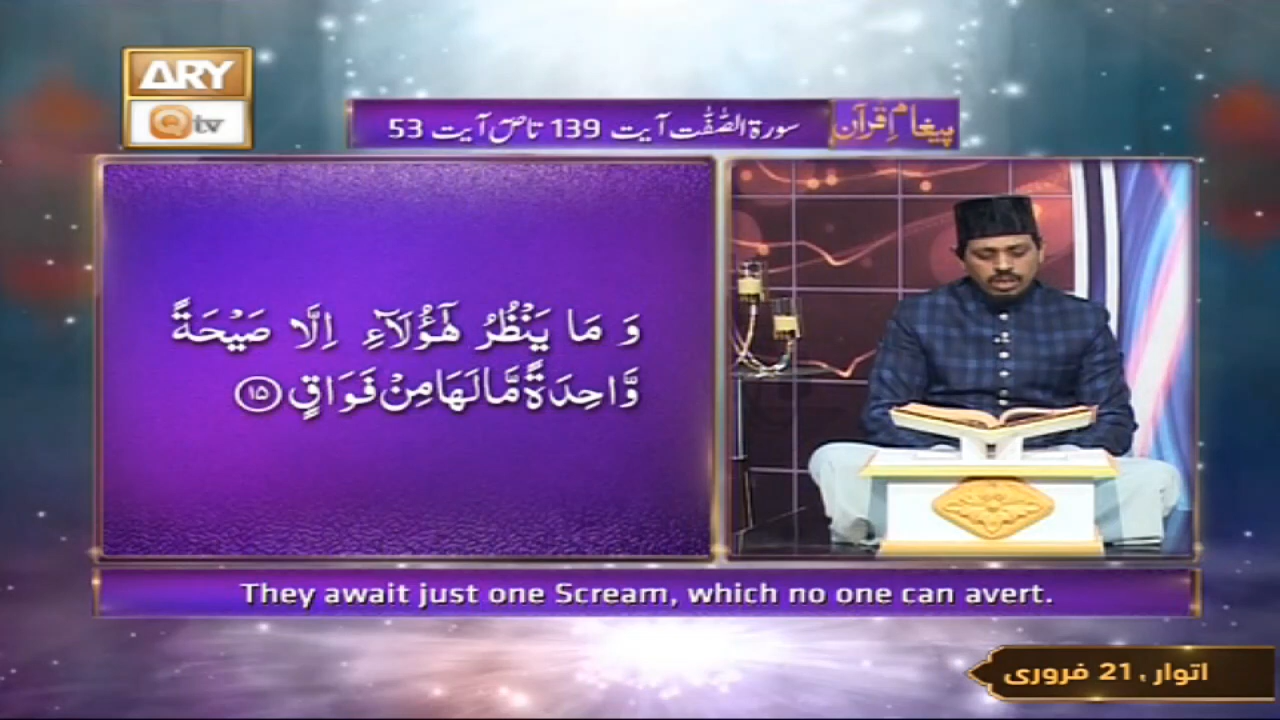 ARY
Qtv
پیغامِ قرآن
سورۃ الصّٰفّٰت آیت 139 تا صٓ آیت 53
وَ مَا یَنْظُرُ هٰۤؤُلَآءِ اِلَّا صَیْحَةً
وَّاحِدَةً مَّا لَهَا مِنْ فَوَاقٍ ۱۵
They await just one Scream, which no one can avert.
اتوار، 21 فروری